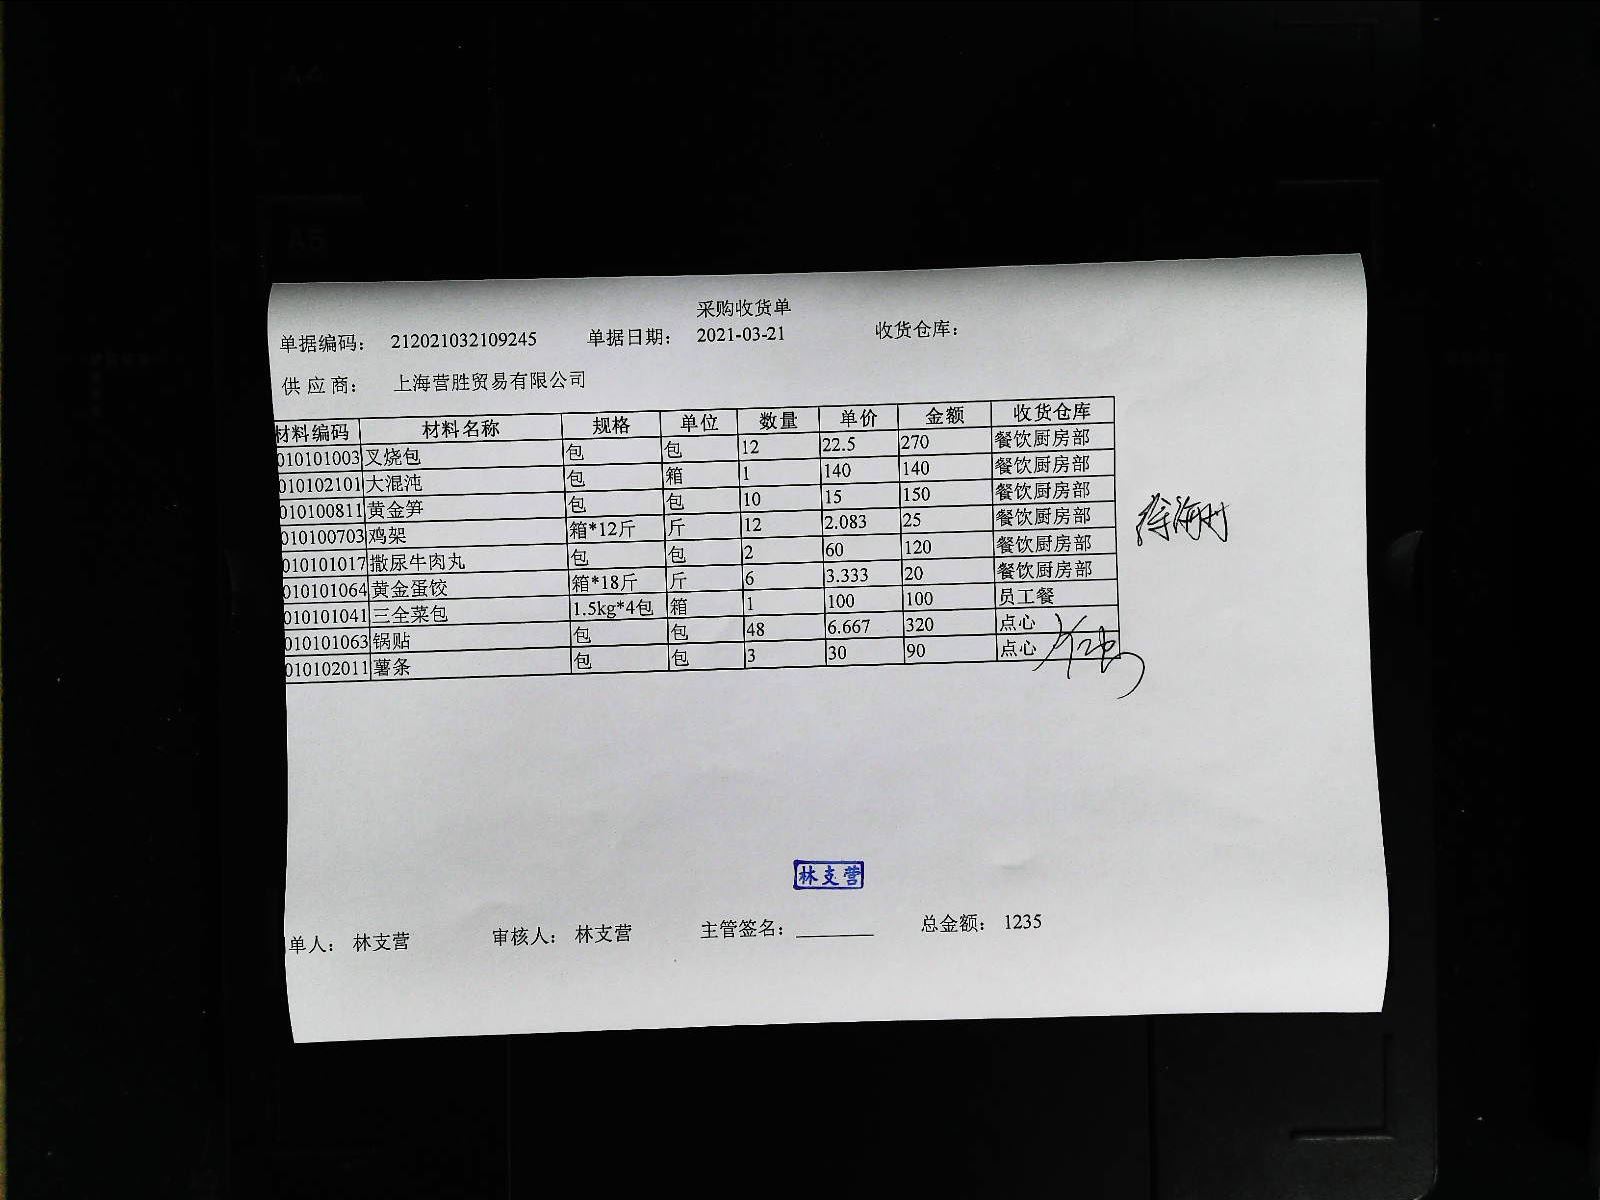 采购收货单
单据编码： 212021032109245 单据日期： 2021-03-21 收货仓库：
供 应 商： 上海营胜贸易有限公司
材料编码 材料名称 规格 单位 数量 单价 金额 收货仓库
010101003 叉烧包 包 包 12 22.5 270 餐饮厨房部
010102101 大混沌 包 箱 1 140 140 餐饮厨房部
010100811 黄金笋 包 包 10 15 150 餐饮厨房部
010100703 鸡架 箱*12斤 斤 12 2.083 25 餐饮厨房部
010101017 撒尿牛肉丸 包 包 2 60 120 餐饮厨房部
010101064 黄金蛋饺 箱*18斤 斤 6 3.333 20 餐饮厨房部
010101041 三全菜包 1.5kg*4包 箱 1 100 100 员工餐
010101063 锅贴 包 包 48 6.667 320 点心
010102011 薯条 包 包 3 30 90 点心
林支营
单人： 林支营 审核人： 林支营 主管签名： 总金额： 1235